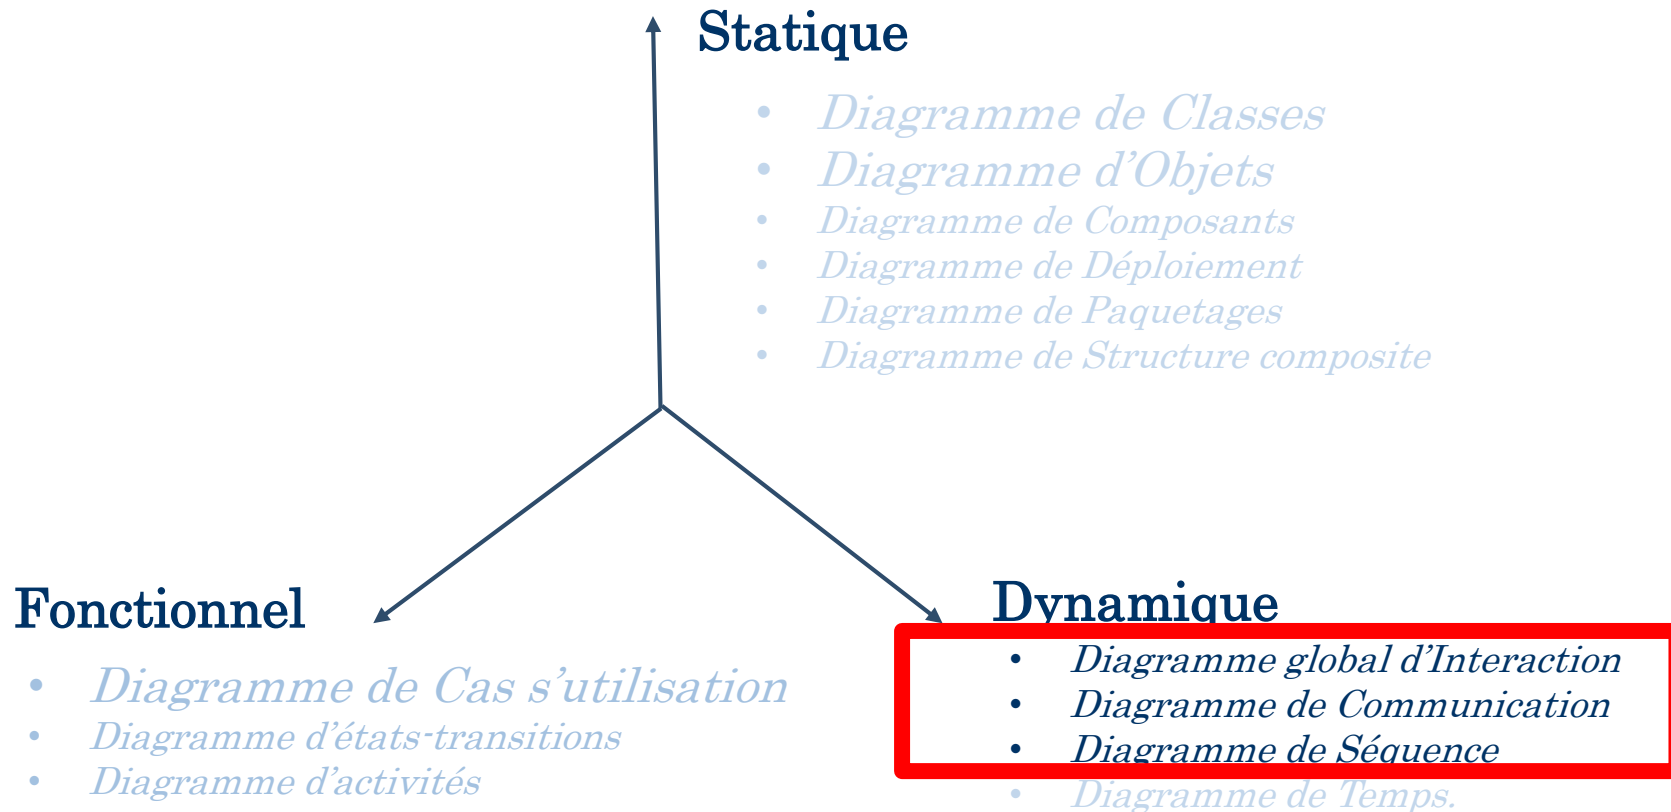 Statique
• Diagramme de Classes
• Diagramme d’Objets
• Diagramme de Composants
• Diagramme de Déploiement
• Diagramme de Paquetages
• Diagramme de Structure composite
Fonctionnel
• Diagramme de Cas s’utilisation
• Diagramme d’états-transitions
• Diagramme d’activités
Dynamique
• Diagramme global d’Interaction
• Diagramme de Communication
• Diagramme de Séquence
• Diagramme de Temps.